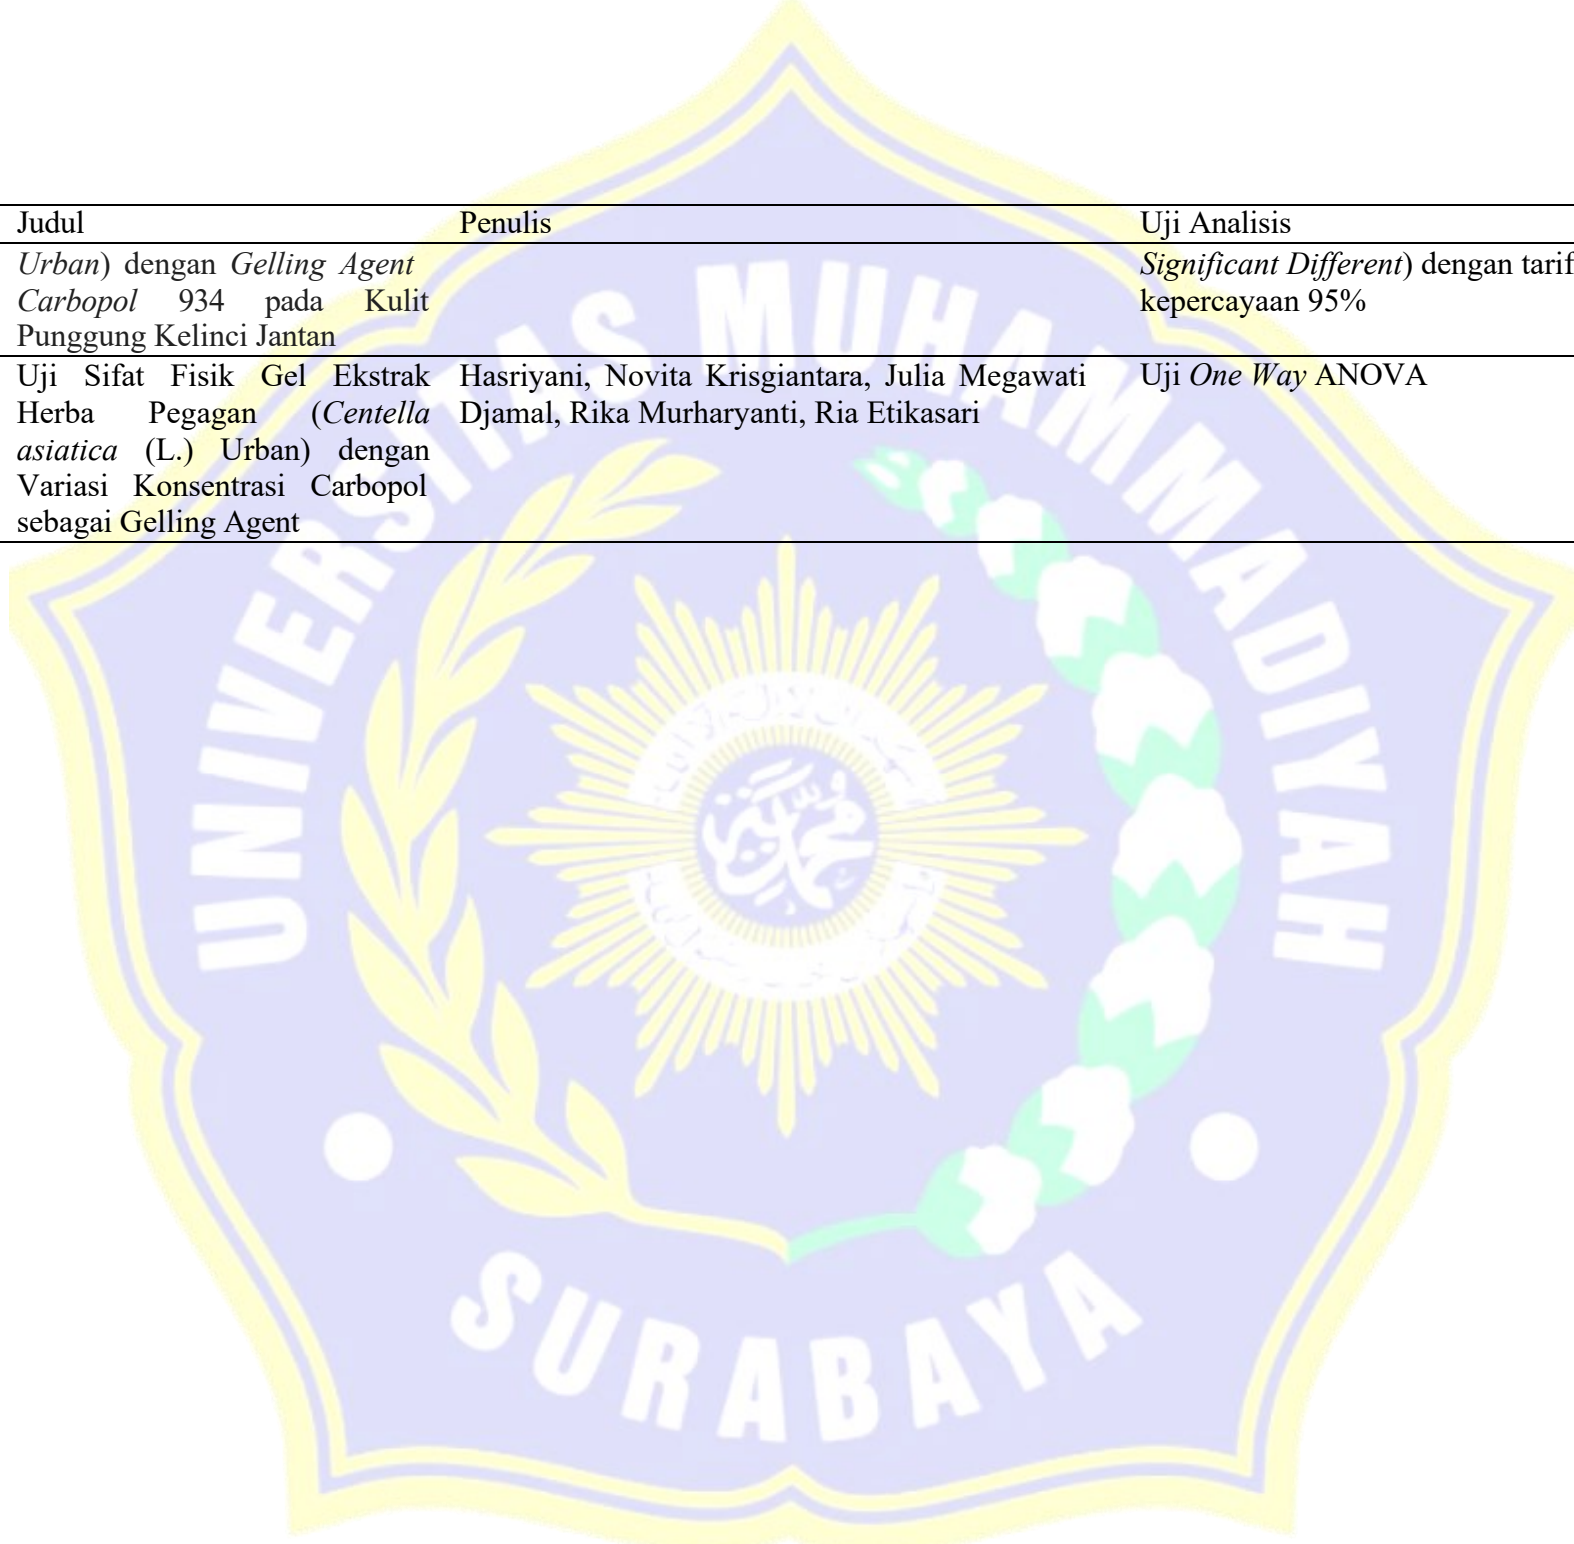 Judul Penulis Uji Analisis
Urban) dengan Gelling Agent
Carbopol 934 pada Kulit
Punggung Kelinci Jantan
Significant Different) dengan tarif
kepercayaan 95%
Uji Sifat Fisik Gel Ekstrak
Herba Pegagan (Centella
asiatica (L.) Urban) dengan
Variasi Konsentrasi Carbopol
sebagai Gelling Agent
Hasriyani, Novita Krisgiantara, Julia Megawati
Djamal, Rika Murharyanti, Ria Etikasari
Uji One Way ANOVA
UNIVERSITAS MUHAMMADIYAH
SURABAYA